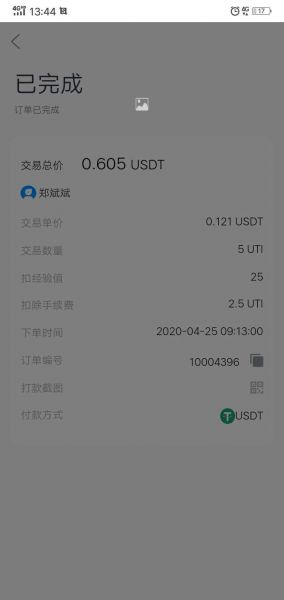 13:44
17
已完成
订单已完成
交易总价 0.605 USDT
郑斌斌
交易单价 0.121 USDT
交易数量 5 UTI
扣经验值 25
扣除手续费 2.5 UTI
下单时间 2020-04-25 09:13:00
订单编号 10004396
打款截图
付款方式 USDT